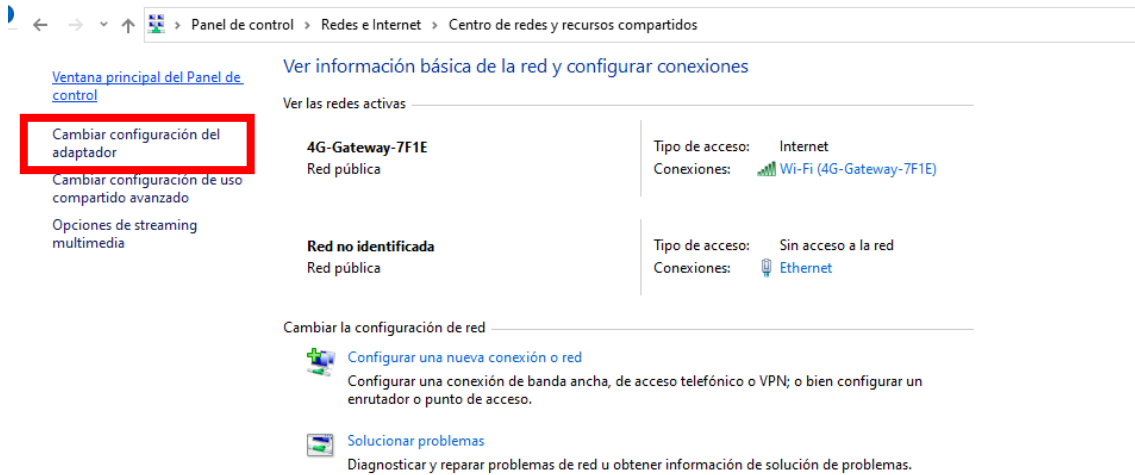 Panel de control > Redes e Internet > Centro de redes y recursos compartidos
Ventana principal del Panel de
control
Cambiar configuración del
adaptador
Cambiar configuración de uso
compartido avanzado
Opciones de streaming
multimedia
Ver información básica de la red y configurar conexiones
Ver las redes activas
4G-Gateway-7F1E
Red pública
Tipo de acceso: Internet
Conexiones: Wi-Fi (4G-Gateway-7F1E)
Red no identificada
Red pública
Tipo de acceso: Sin acceso a la red
Conexiones: Ethernet
Cambiar la configuración de red
Configurar una nueva conexión o red
Configurar una conexión de banda ancha, de acceso telefónico o VPN; o bien configurar un
enrutador o punto de acceso.
Solucionar problemas
Diagnosticar y reparar problemas de red u obtener información de solución de problemas.